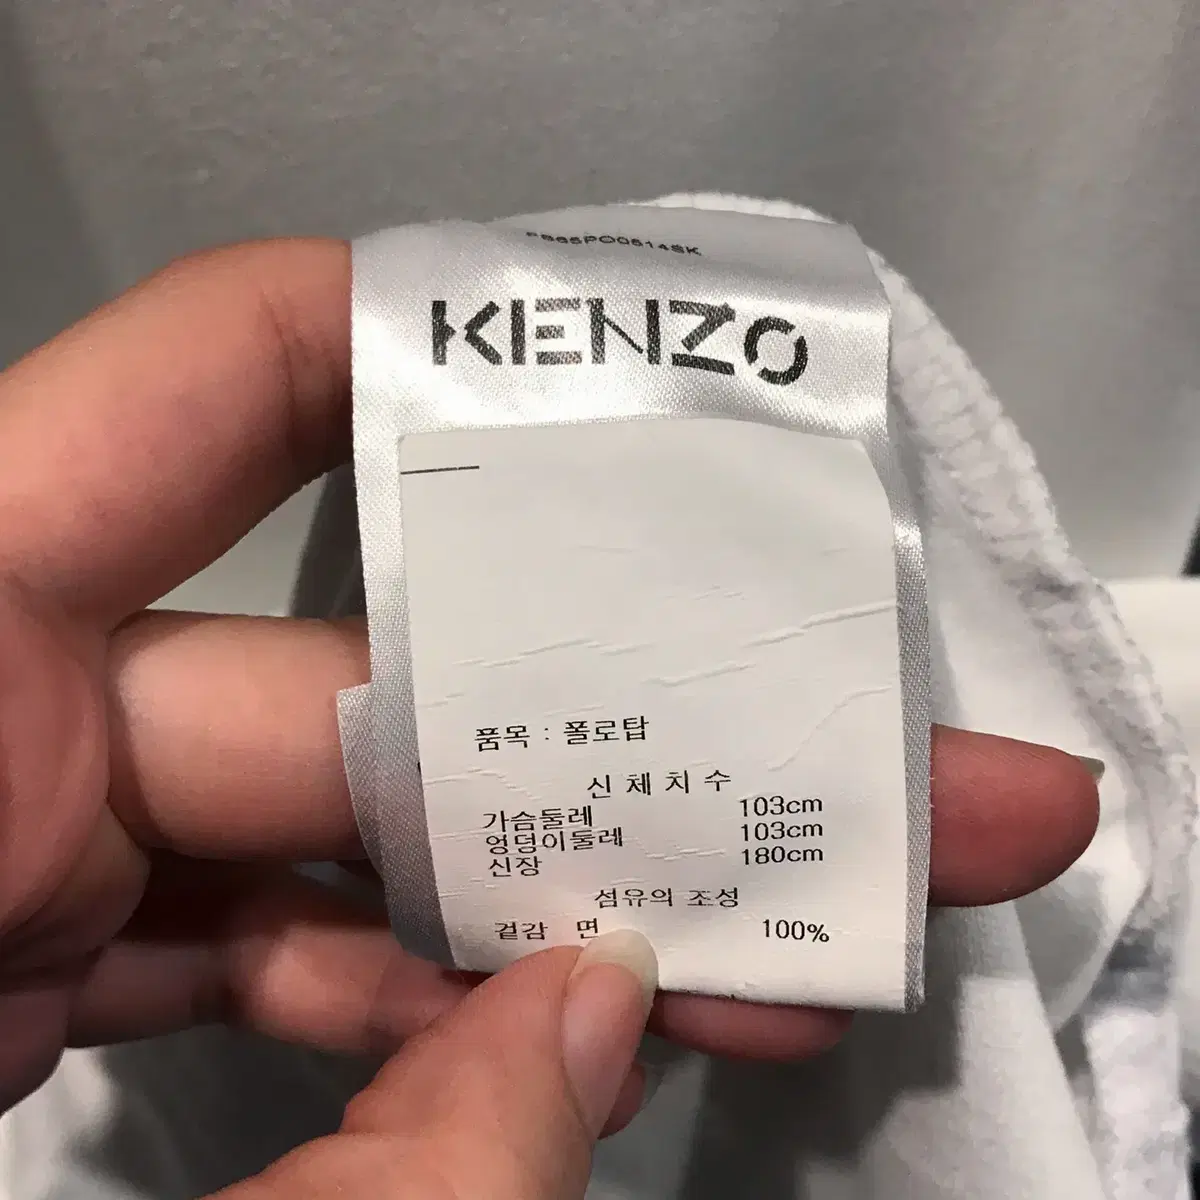 KENZO
품목 : 폴로탑
신 체 치 수
가슴둘레 103cm
엉덩이둘레 103cm
신장 180cm
섬유의 조성
겉감 면 100%